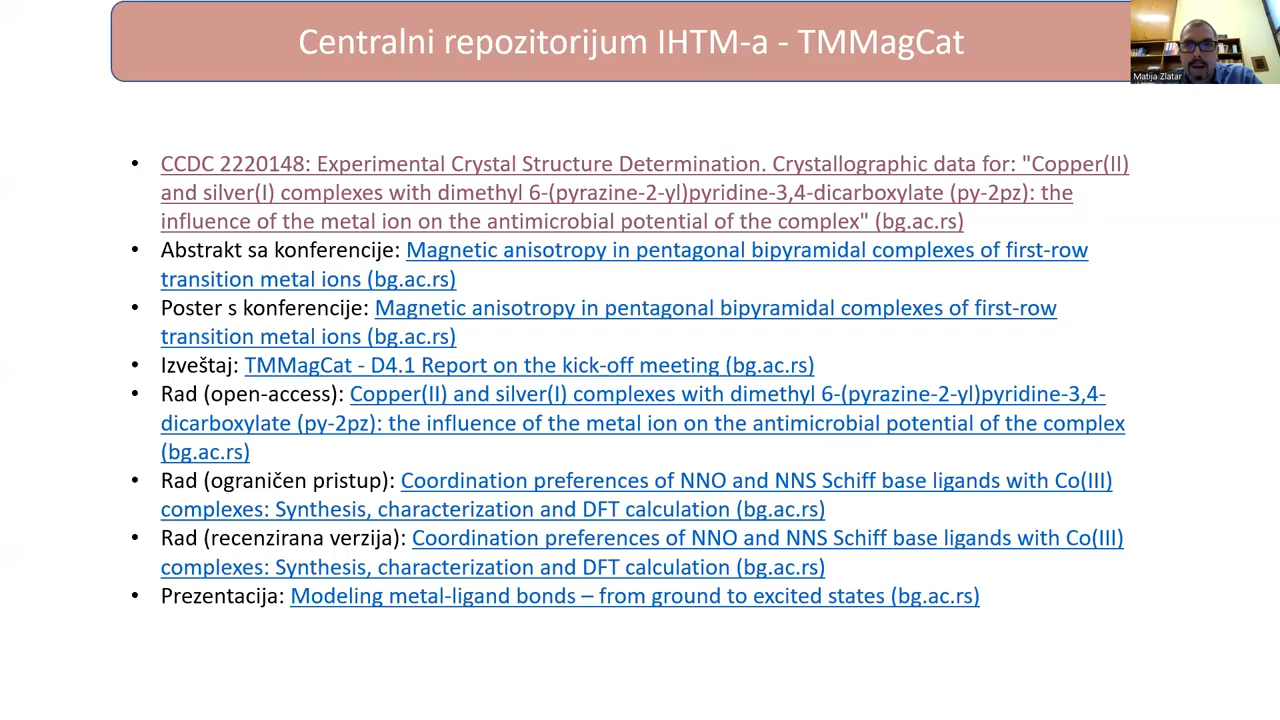 Centralni repozitorijum IHTM-a - TMMagCat
Matija Zlatar
• CCDC 2220148: Experimental Crystal Structure Determination. Crystallographic data for: "Copper(II)
and silver(I) complexes with dimethyl 6-(pyrazine-2-yl)pyridine-3,4-dicarboxylate (py-2pz): the
influence of the metal ion on the antimicrobial potential of the complex" (bg.ac.rs)
• Abstrakt sa konferencije: Magnetic anisotropy in pentagonal bipyramidal complexes of first-row
transition metal ions (bg.ac.rs)
• Poster s konferencije: Magnetic anisotropy in pentagonal bipyramidal complexes of first-row
transition metal ions (bg.ac.rs)
• Izveštaj: TMMagCat - D4.1 Report on the kick-off meeting (bg.ac.rs)
• Rad (open-access): Copper(II) and silver(I) complexes with dimethyl 6-(pyrazine-2-yl)pyridine-3,4-
dicarboxylate (py-2pz): the influence of the metal ion on the antimicrobial potential of the complex
(bg.ac.rs)
• Rad (ograničen pristup): Coordination preferences of NNO and NNS Schiff base ligands with Co(III)
complexes: Synthesis, characterization and DFT calculation (bg.ac.rs)
• Rad (recenzirana verzija): Coordination preferences of NNO and NNS Schiff base ligands with Co(III)
complexes: Synthesis, characterization and DFT calculation (bg.ac.rs)
• Prezentacija: Modeling metal-ligand bonds – from ground to excited states (bg.ac.rs)